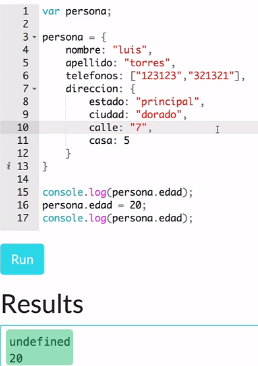 1 var persona;
2
3 persona = {
4     nombre: "luis",
5     apellido: "torres",
6     telefonos: ["123123","321321"],
7     direccion: {
8         estado: "principal",
9         ciudad: "dorado",
10         calle: "7",
11         casa: 5
12     }
i 13 }
14
15 console.log(persona.edad);
16 persona.edad = 20;
17 console.log(persona.edad);
Run
Results
undefined
20